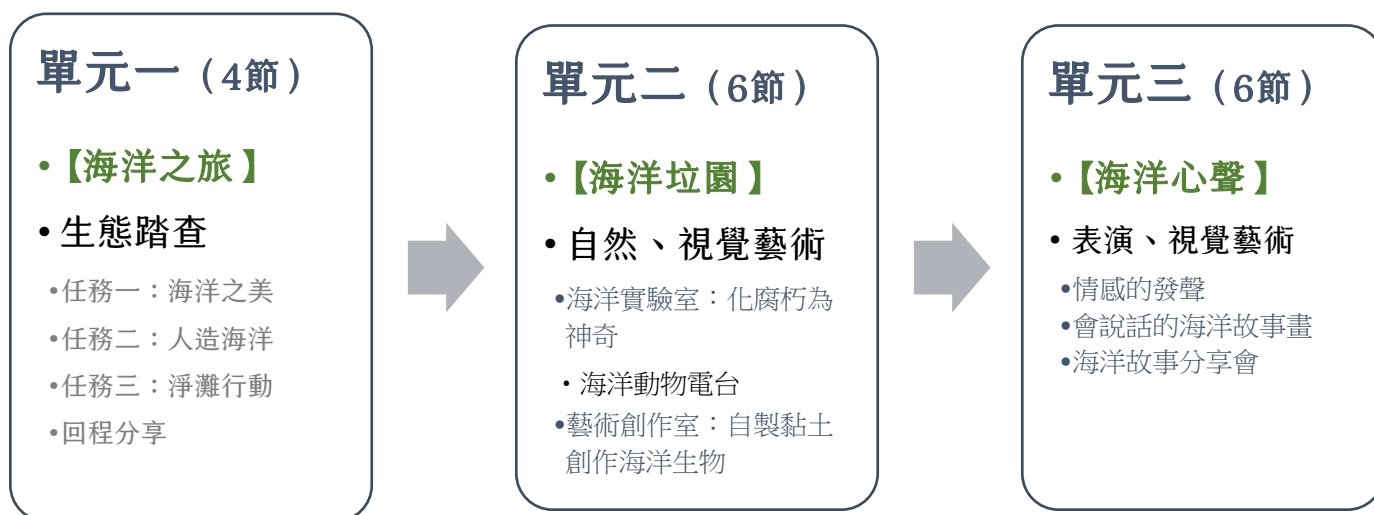 單元一（4節）
•【海洋之旅】
•生態踏查
•任務一：海洋之美
•任務二：人造海洋
•任務三：淨灘行動
•回程分享
單元二（6節）
•【海洋垃園】
•自然、視覺藝術
•海洋實驗室：化腐朽為
神奇
•海洋動物電台
•藝術創作室：自製黏土
創作海洋生物
單元三（6節）
•【海洋心聲】
•表演、視覺藝術
•情感的發聲
•會說話的海洋故事畫
•海洋故事分享會